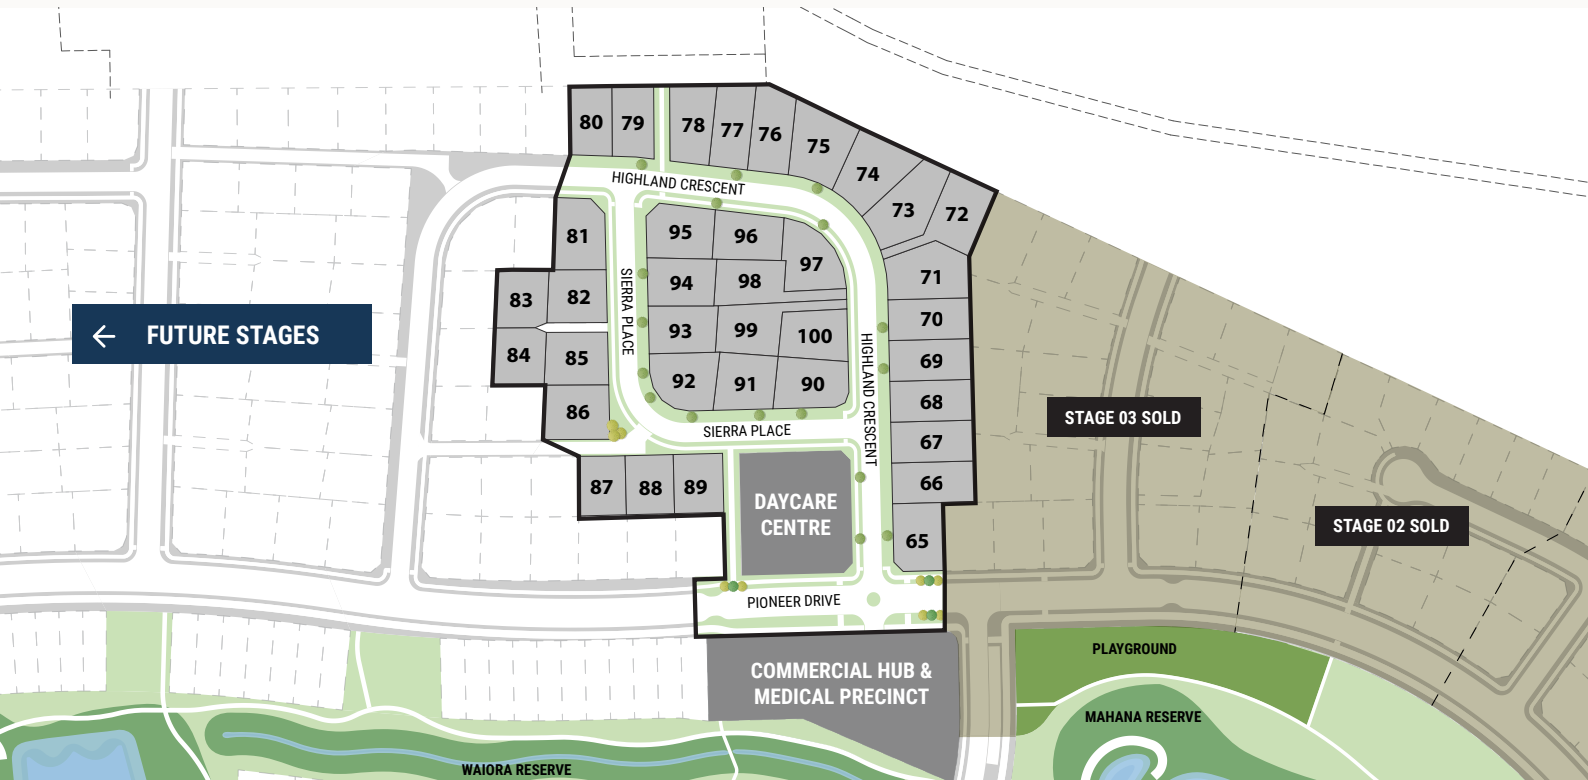 80
79
78
77
76
75
74
73
72
HIGHLAND CRESCENT
81
95
96
97
71
83
82
94
98
SIERRA PLACE
70
84
85
93
99
100
HIGHLAND CRESCENT
69
86
92
91
90
68
SIERRA PLACE
67
87
88
89
66
DAYCARE
CENTRE
65
PIONEER DRIVE
← FUTURE STAGES
STAGE 03 SOLD
STAGE 02 SOLD
COMMERCIAL HUB &
MEDICAL PRECINCT
PLAYGROUND
MAHANA RESERVE
WAIORA RESERVE